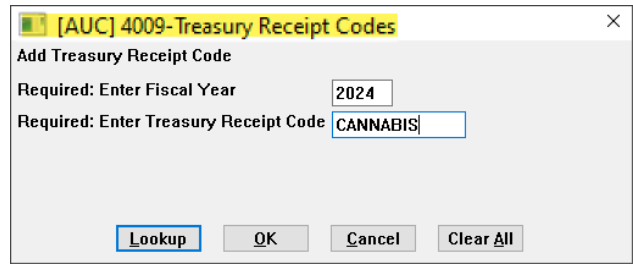 [AUC] 4009-Treasury Receipt Codes
Add Treasury Receipt Code
Required: Enter Fiscal Year 2024
Required: Enter Treasury Receipt Code CANNABIS
Lookup OK Cancel Clear All